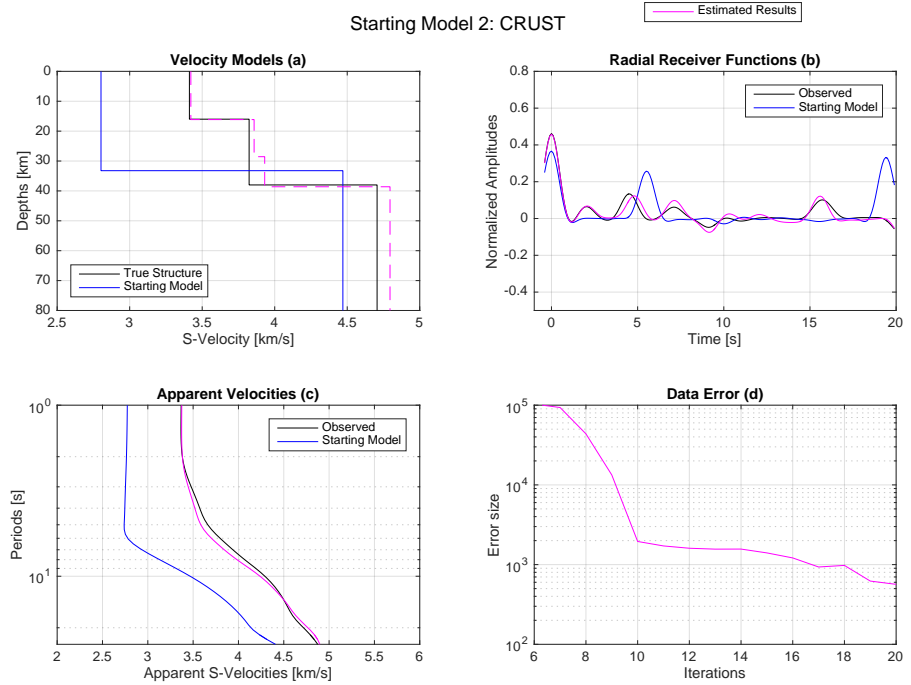 Starting Model 2: CRUST
Estimated Results
Velocity Models (a)
0
10
20
30
40
50
60
70
80
Depths [km]
True Structure
Starting Model
2.5 3 3.5 4 4.5 5
S-Velocity [km/s]
Radial Receiver Functions (b)
0.8
0.6
0.4
0.2
0
-0.2
-0.4
Normalized Amplitudes
Observed
Starting Model
0 5 10 15 20
Time [s]
Apparent Velocities (c)
10^0
10^1
Periods [s]
Observed
Starting Model
2 2.5 3 3.5 4 4.5 5 5.5 6
Apparent S-Velocities [km/s]
Data Error (d)
10^5
10^4
10^3
10^2
Error size
6 8 10 12 14 16 18 20
Iterations